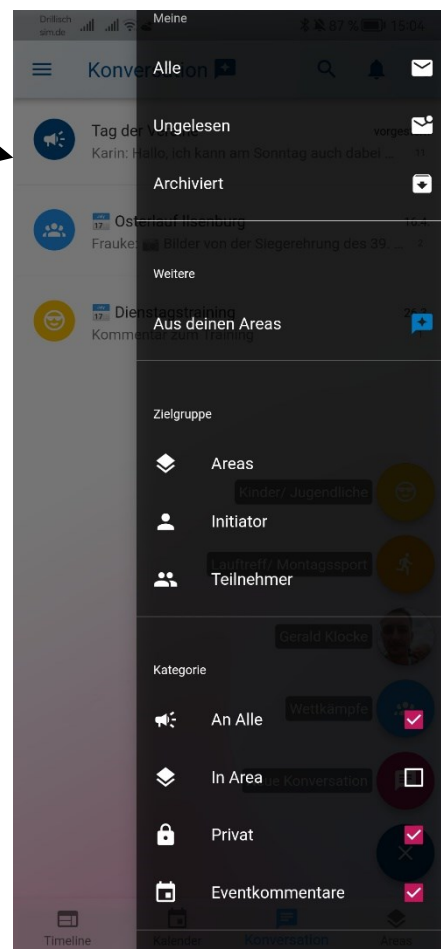 Drillisch
sim.de
87 % 15:04
Meine
Konversation
Alle
Tag der
vorges
Karin: Hallo, ich kann am Sonntag auch dabei ... 11
Ungelesen
Archiviert
Osterlauf Ilsenburg
Frauke: Bilder von der Siegerehrung des 39. ...
Weitere
Dienstagstraining
Kommentar zum Training
Aus deinen Areas
Zielgruppe
Areas
Kinder/ Jugendliche
Initiator
Lauftreff/ Montagssport
Teilnehmer
Gerald Klocke
Kategorie
An Alle
Wettkämpfe
In Area
Neue Konversation
Privat
Eventkommentare
Timeline Kalender Konversation Areas